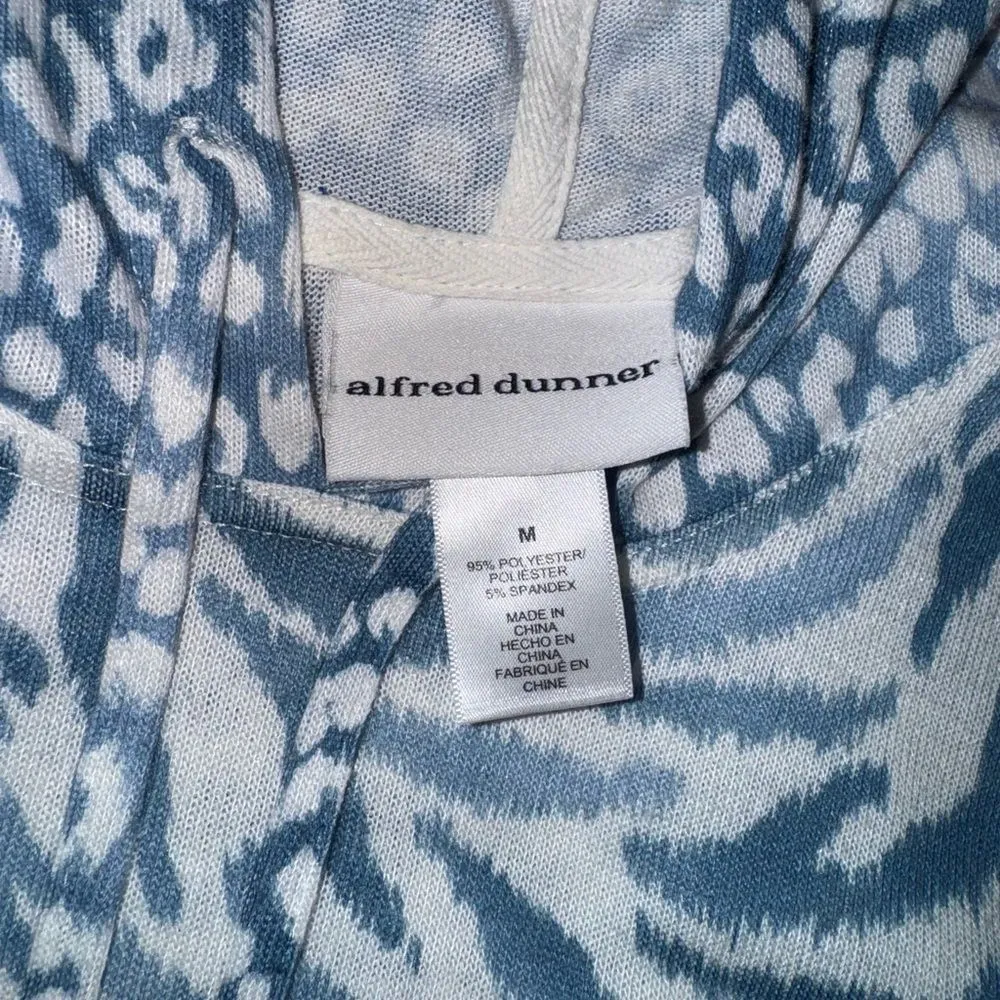 alfred dunner
M
95% POLYESTER/
POLIÉSTER
5% SPANDEX
MADE IN
CHINA
HECHO EN
CHINA
FABRIQUÉ EN
CHINE